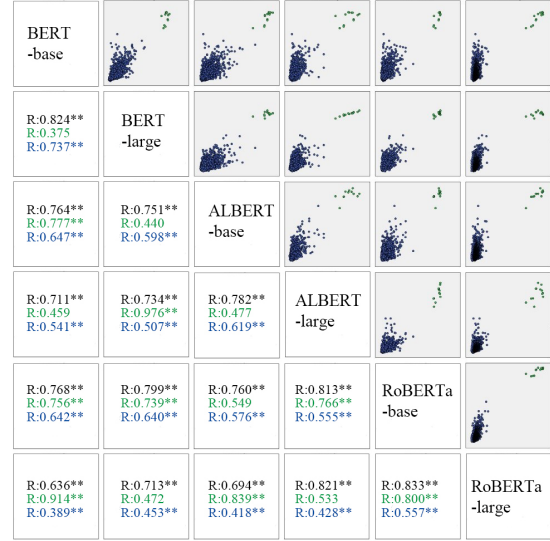 BERT
-base
R:0.824**
R:0.375
R:0.737**
BERT
-large
R:0.764**
R:0.777**
R:0.647**
R:0.751**
R:0.440
R:0.598**
ALBERT
-base
R:0.711**
R:0.459
R:0.541**
R:0.734**
R:0.976**
R:0.507**
R:0.782**
R:0.477
R:0.619**
ALBERT
-large
R:0.768**
R:0.756**
R:0.642**
R:0.799**
R:0.739**
R:0.640**
R:0.760**
R:0.549
R:0.576**
R:0.813**
R:0.766**
R:0.555**
RoBERTa
-base
R:0.636**
R:0.914**
R:0.389**
R:0.713**
R:0.472
R:0.453**
R:0.694**
R:0.839**
R:0.418**
R:0.821**
R:0.533
R:0.428**
R:0.833**
R:0.800**
R:0.557**
RoBERTa
-large